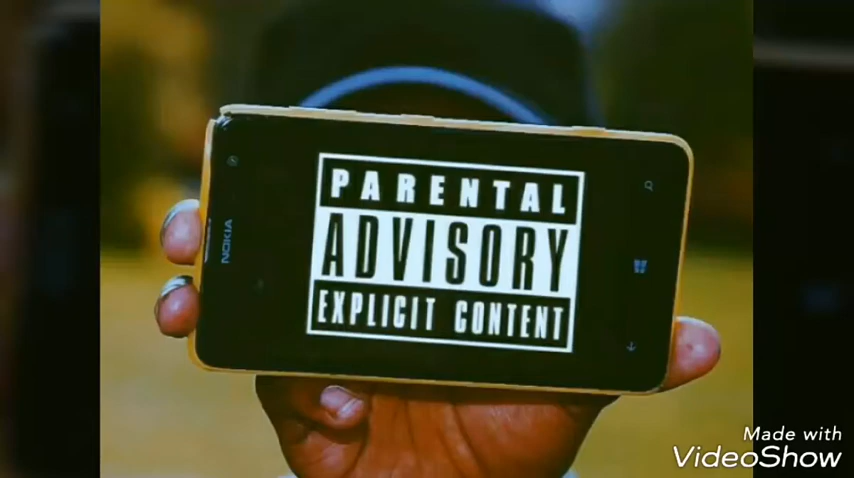 PARENTAL
ADVISORY
EXPLICIT CONTENT
NOKIA
Made with
VideoShow